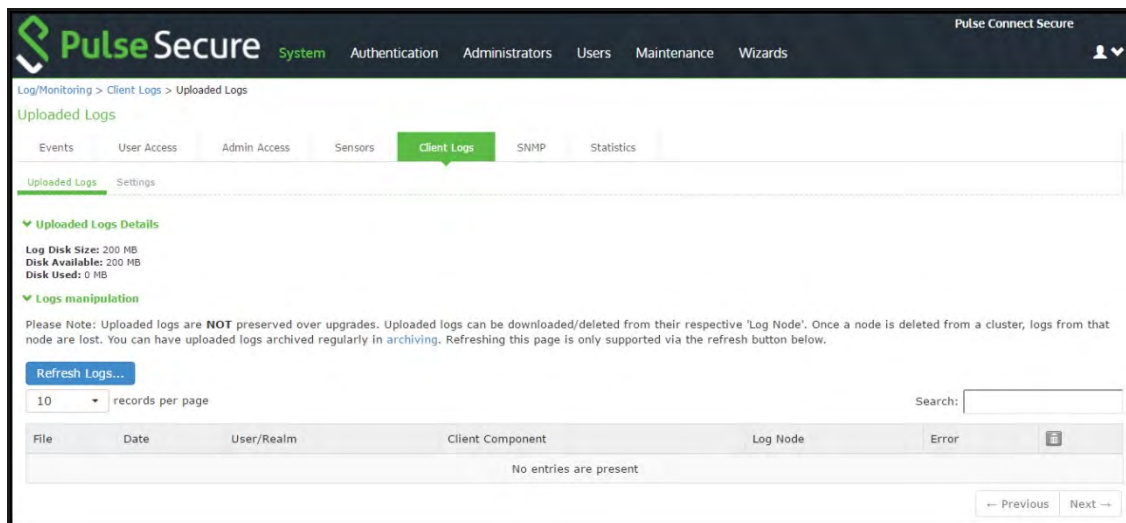 Pulse Connect Secure
Pulse Secure System Authentication Administrators Users Maintenance Wizards
Log/Monitoring > Client Logs > Uploaded Logs
Uploaded Logs
Events User Access Admin Access Sensors Client Logs SNMP Statistics
Uploaded Logs Settings
Uploaded Logs Details
Log Disk Size: 200 MB
Disk Available: 200 MB
Disk Used: 0 MB
Logs manipulation
Please Note: Uploaded logs are NOT preserved over upgrades. Uploaded logs can be downloaded/deleted from their respective 'Log Node'. Once a node is deleted from a cluster, logs from that
node are lost. You can have uploaded logs archived regularly in archiving. Refreshing this page is only supported via the refresh button below.
Refresh Logs...
10 records per page Search:
File Date User/Realm Client Component Log Node Error
No entries are present
← Previous Next →